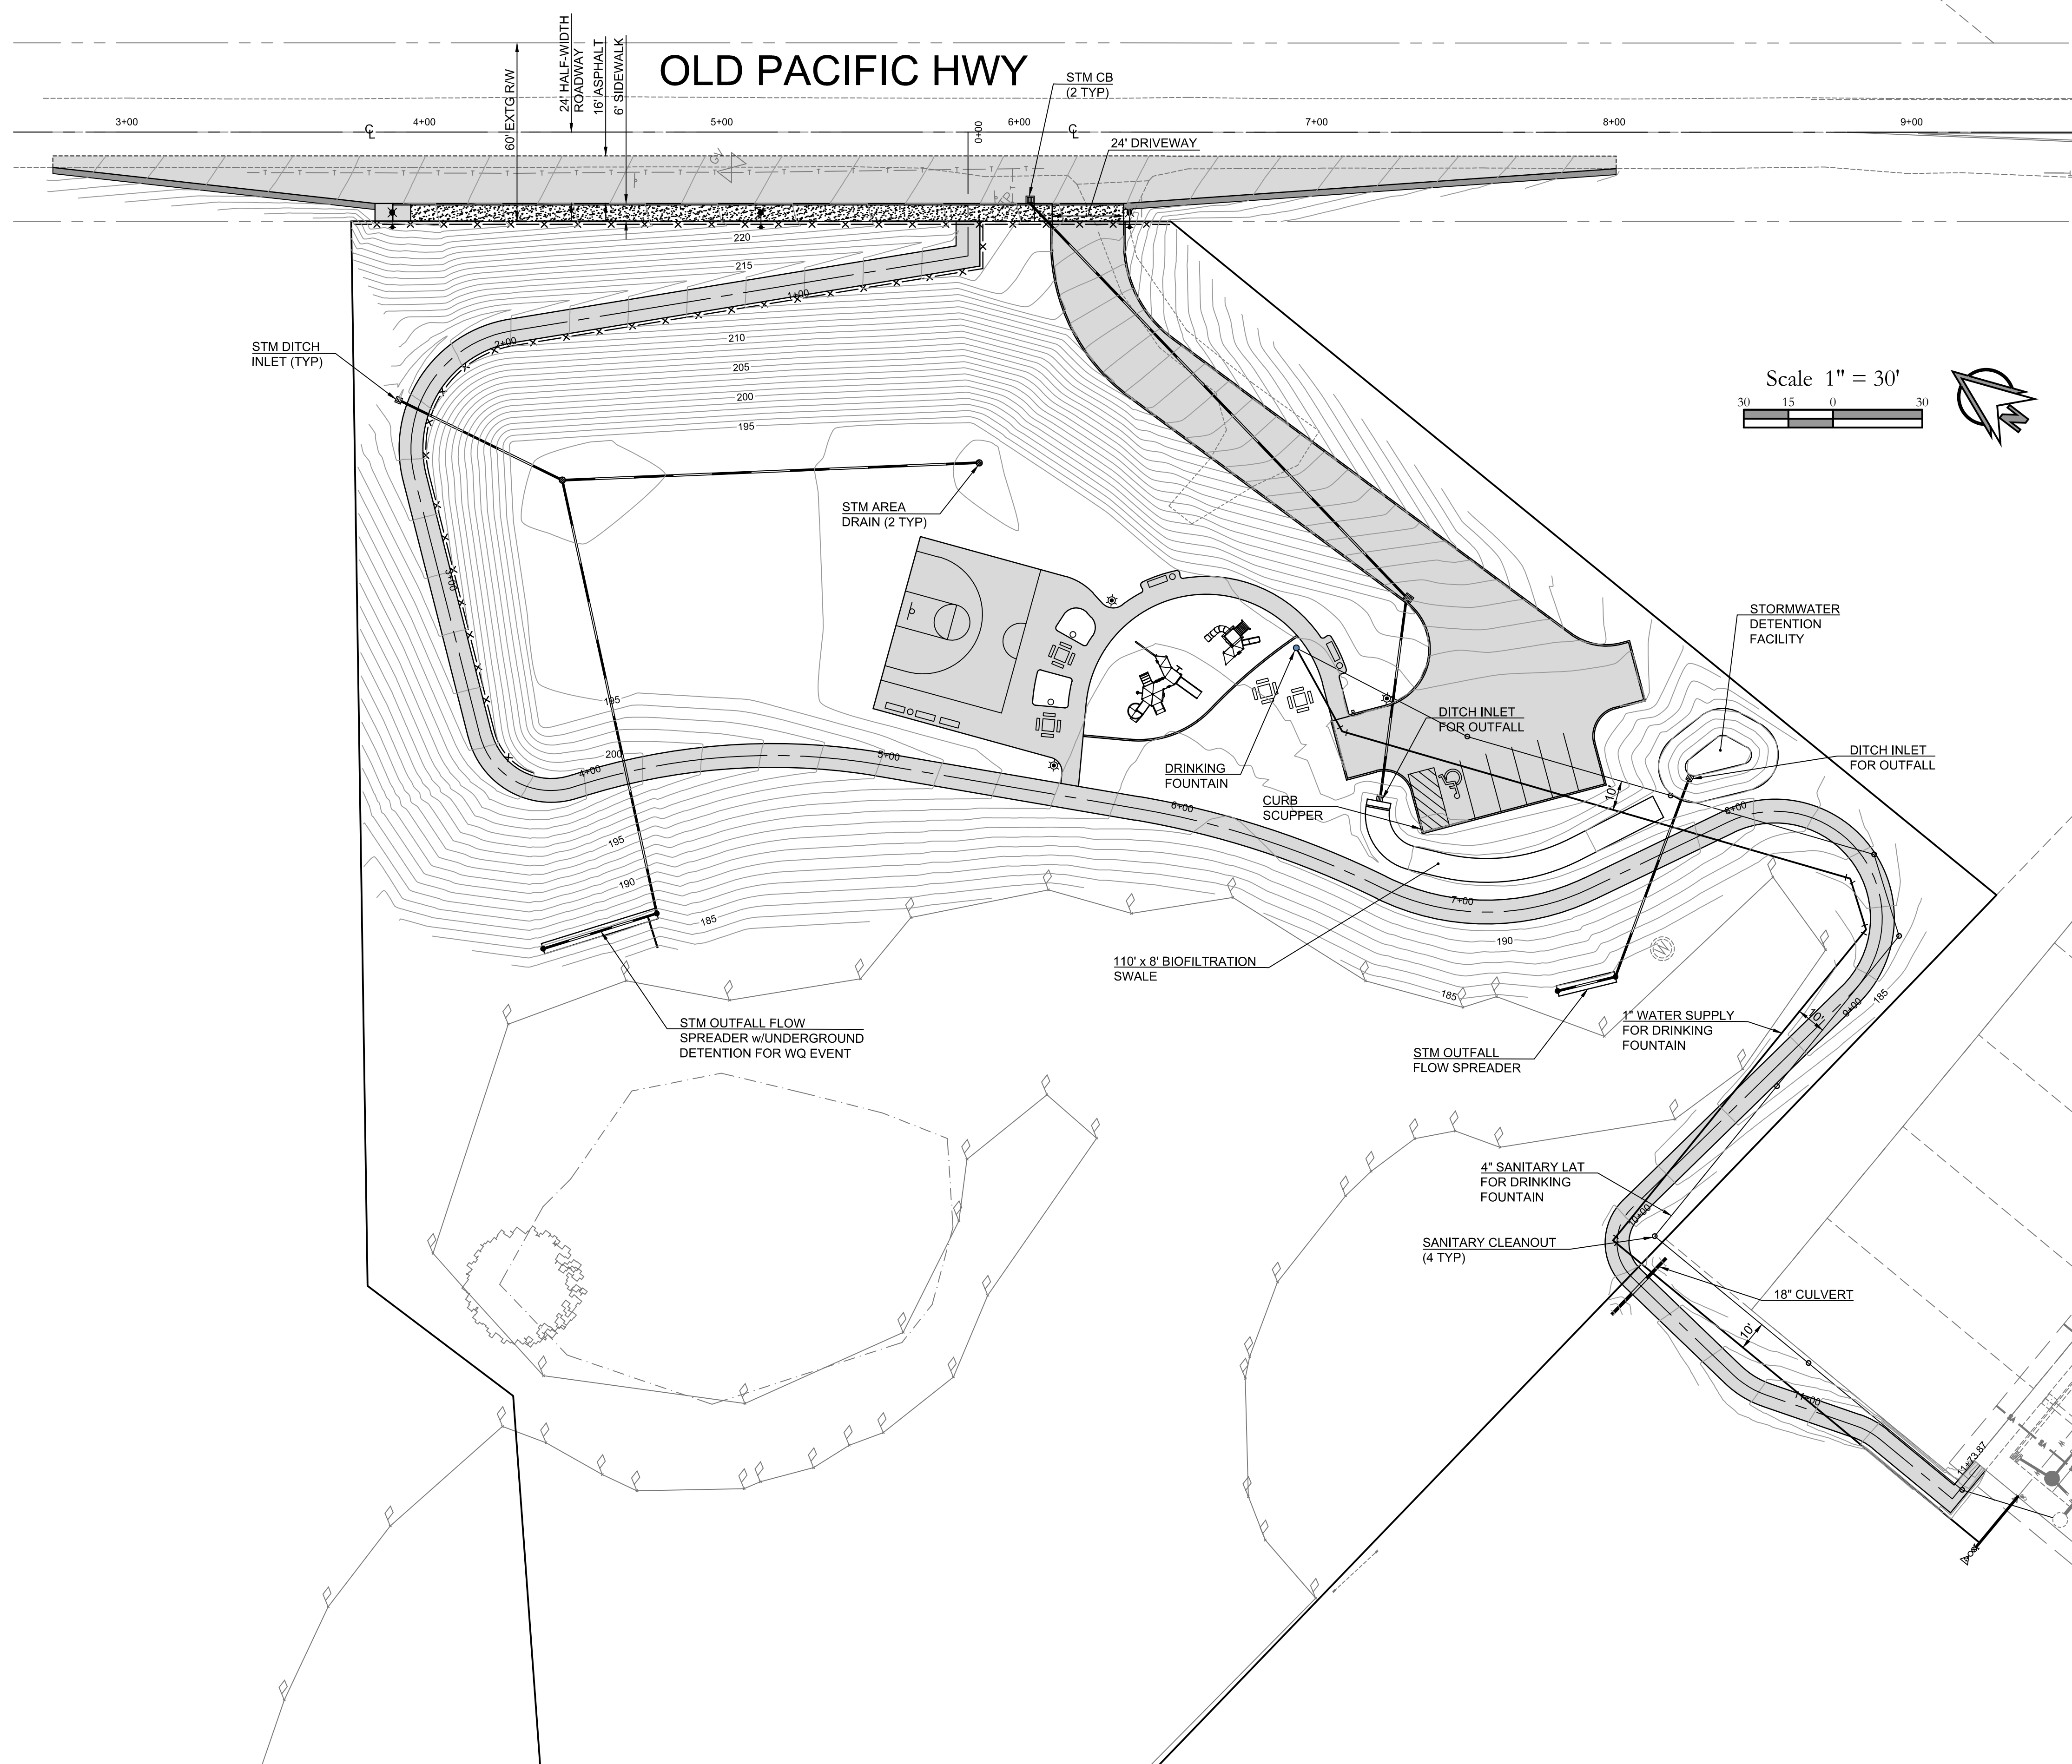 OLD PACIFIC HWY
60' EXTG R/W
24' HALF-WIDTH
ROADWAY
16' ASPHALT
6' SIDEWALK
STM CB
(2 TYP)
3+00
4+00
5+00
0+00
6+00
7+00
8+00
9+00
24' DRIVEWAY
GV
220
215
1+00
210
2+00
STM DITCH
INLET (TYP)
205
200
195
Scale 1" = 30'
30 15 0 30
N
STM AREA
DRAIN (2 TYP)
3+00
STORMWATER
DETENTION
FACILITY
195
DITCH INLET
FOR OUTFALL
200
4+00
5+00
DRINKING
FOUNTAIN
DITCH INLET
FOR OUTFALL
10'
CURB
SCUPPER
6+00
8+00
195
190
185
7+00
190
W
110' x 8' BIOFILTRATION
SWALE
185
185
9+00
10'
STM OUTFALL FLOW
SPREADER w/UNDERGROUND
DETENTION FOR WQ EVENT
1" WATER SUPPLY
FOR DRINKING
FOUNTAIN
STM OUTFALL
FLOW SPREADER
4" SANITARY LAT
FOR DRINKING
FOUNTAIN
10+00
SANITARY CLEANOUT
(4 TYP)
18" CULVERT
10'
11+00
11+73.87